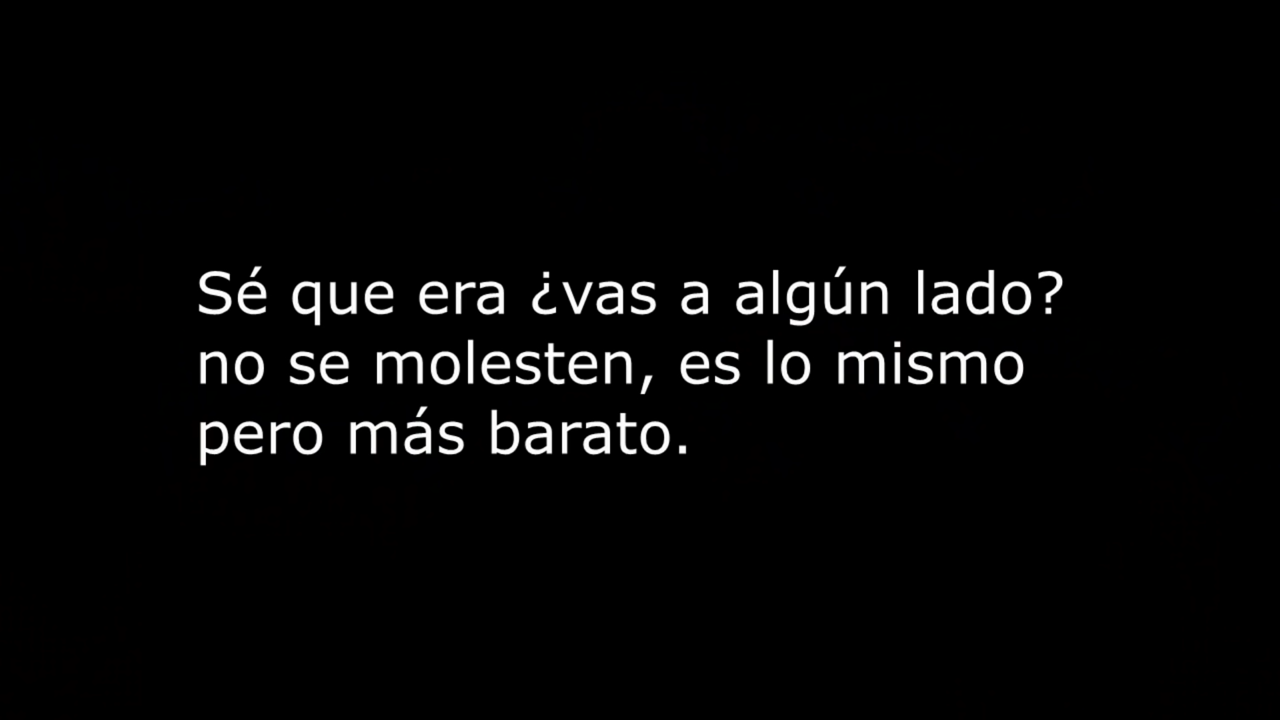 Sé que era ¿vas a algún lado?
no se molesten, es lo mismo
pero más barato.